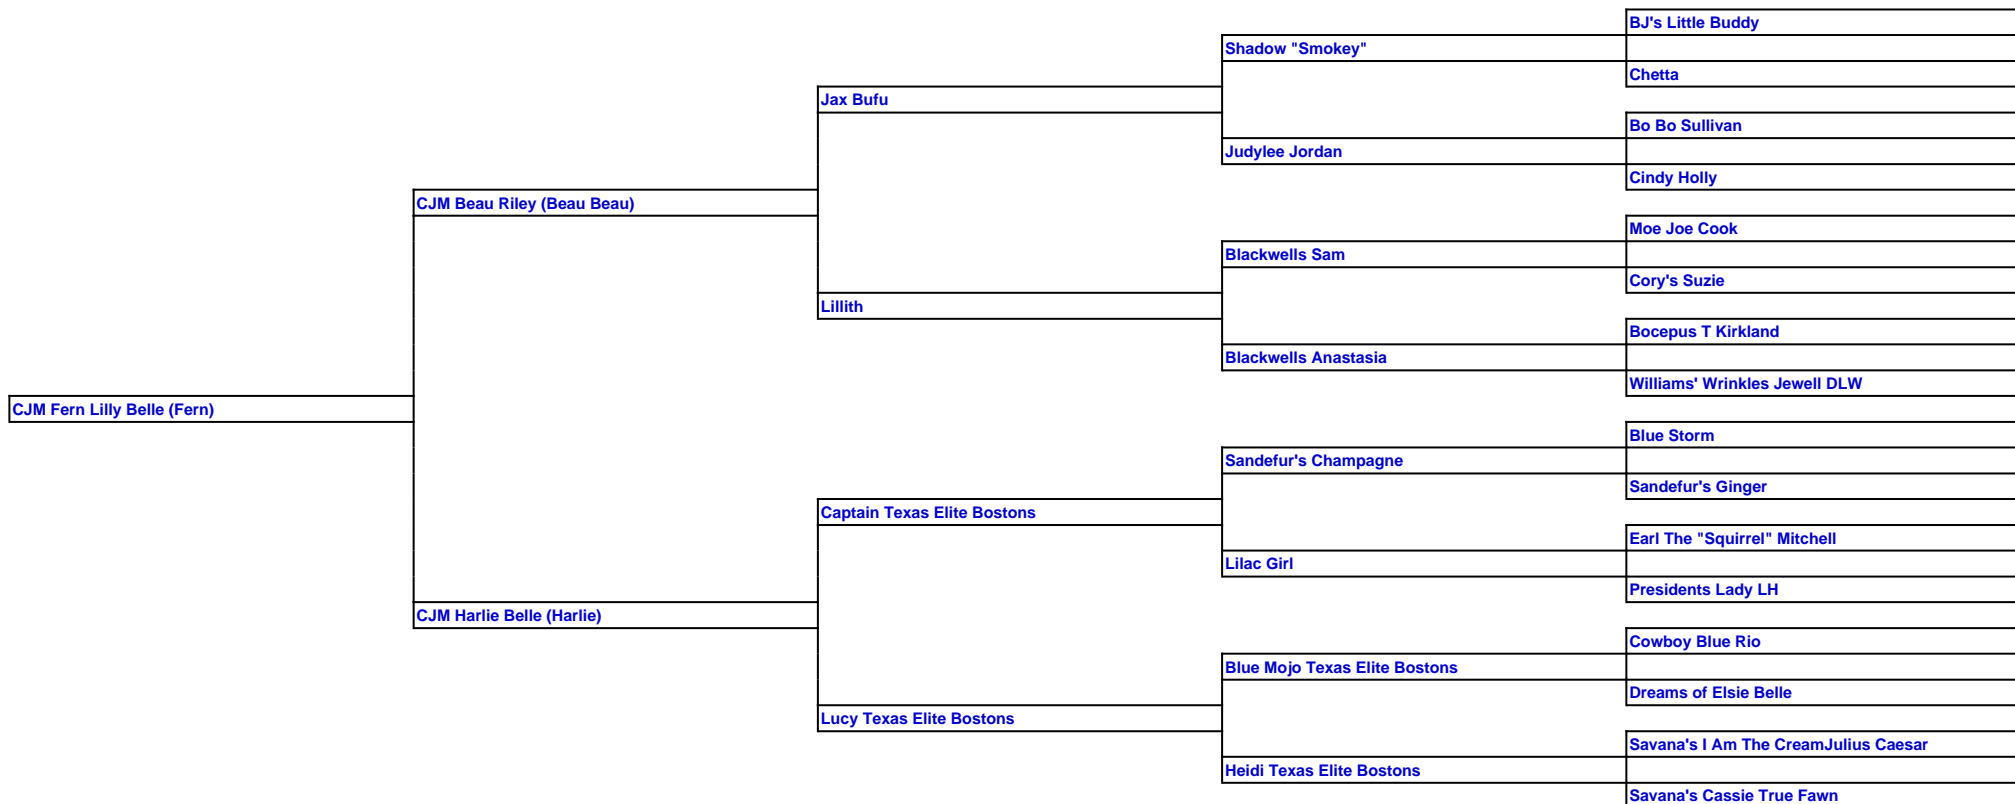 BJ's Little Buddy
Shadow "Smokey"
Chetta
Jax Bufu
Bo Bo Sullivan
Judylee Jordan
Cindy Holly
CJM Beau Riley (Beau Beau)
Moe Joe Cook
Blackwells Sam
Cory's Suzie
Lillith
Bocepus T Kirkland
Blackwells Anastasia
Williams' Wrinkles Jewell DLW
CJM Fern Lilly Belle (Fern)
Blue Storm
Sandefur's Champagne
Sandefur's Ginger
Captain Texas Elite Bostons
Earl The "Squirrel" Mitchell
Lilac Girl
Presidents Lady LH
CJM Harlie Belle (Harlie)
Cowboy Blue Rio
Blue Mojo Texas Elite Bostons
Dreams of Elsie Belle
Lucy Texas Elite Bostons
Savana's I Am The CreamJulius Caesar
Heidi Texas Elite Bostons
Savana's Cassie True Fawn